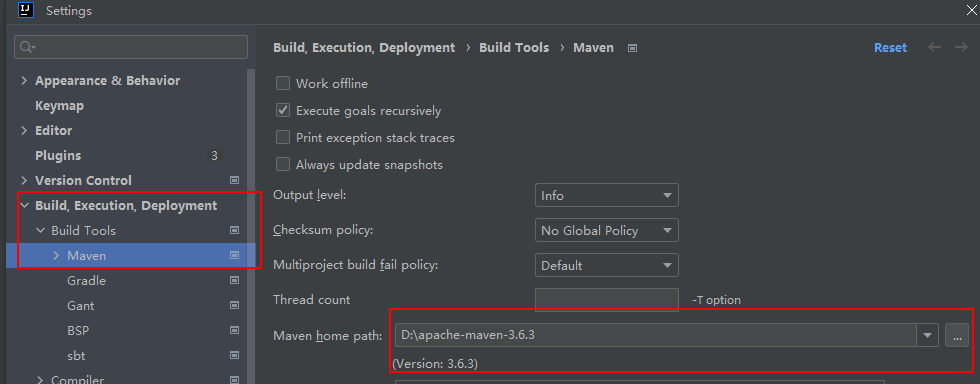 IJ
Settings
Build, Execution, Deployment › Build Tools › Maven
Reset
Appearance & Behavior
Keymap
Editor
Plugins 3
Version Control
Build, Execution, Deployment
Build Tools
Maven
Gradle
Gant
BSP
sbt
Compiler
Work offline
Execute goals recursively
Print exception stack traces
Always update snapshots
Output level: Info
Checksum policy: No Global Policy
Multiproject build fail policy: Default
Thread count -T option
Maven home path: D:\apache-maven-3.6.3 ...
(Version: 3.6.3)